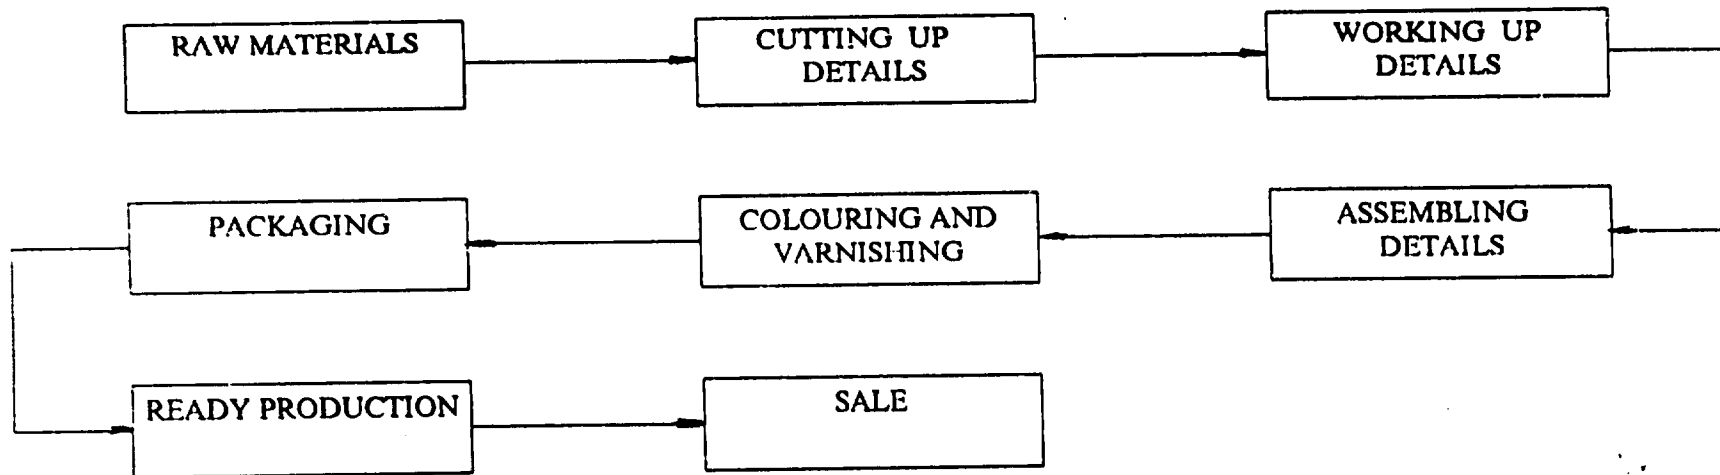 RAW MATERIALS
CUTTING UP
DETAILS
WORKING UP
DETAILS
PACKAGING
COLOURING AND
VARNISHING
ASSEMBLING
DETAILS
READY PRODUCTION
SALE